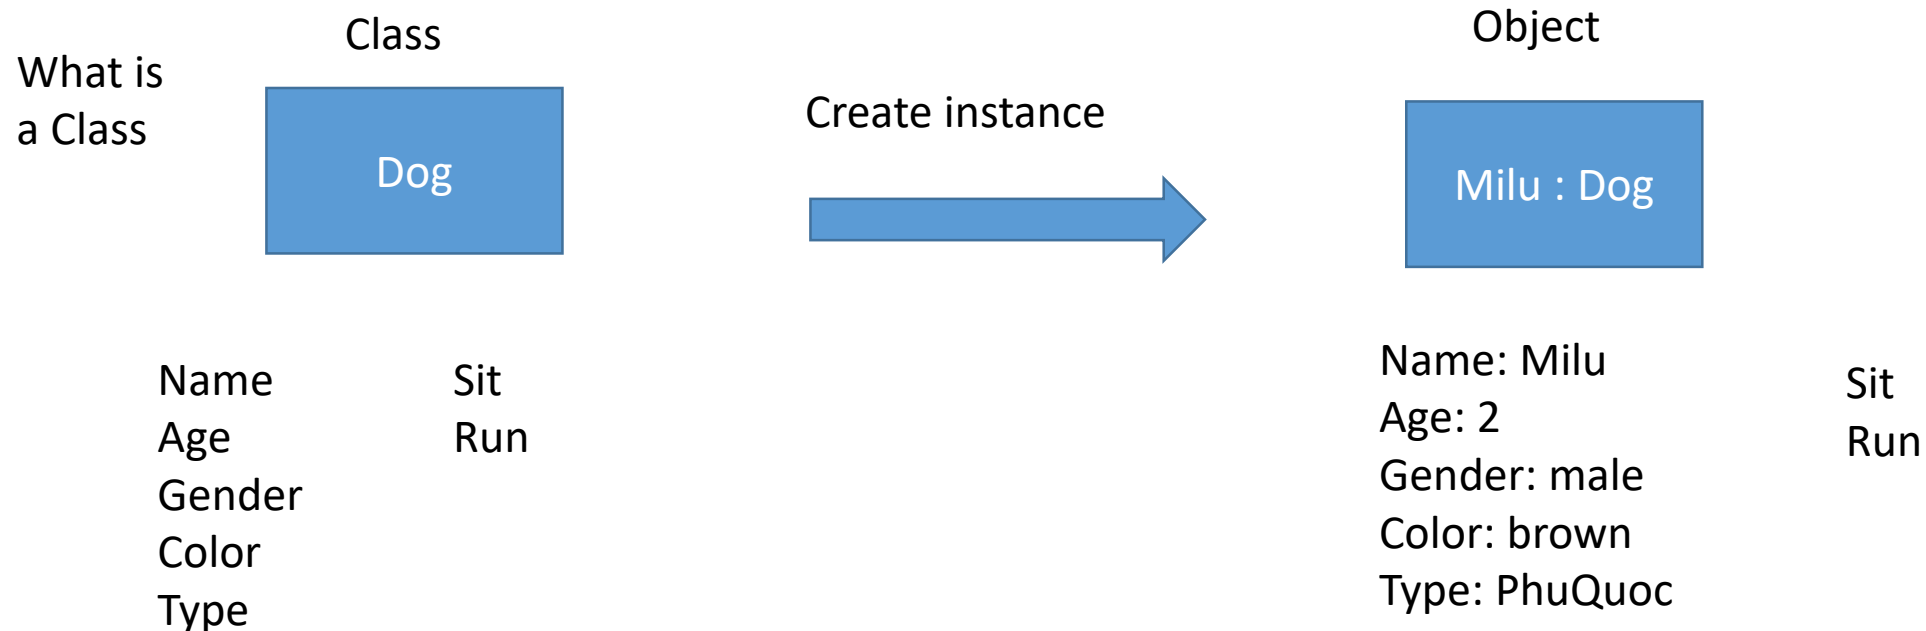 What is
a Class
Class
Dog
Name
Age
Gender
Color
Type
Sit
Run
Create instance
Object
Milu : Dog
Name: Milu
Age: 2
Gender: male
Color: brown
Type: PhuQuoc
Sit
Run